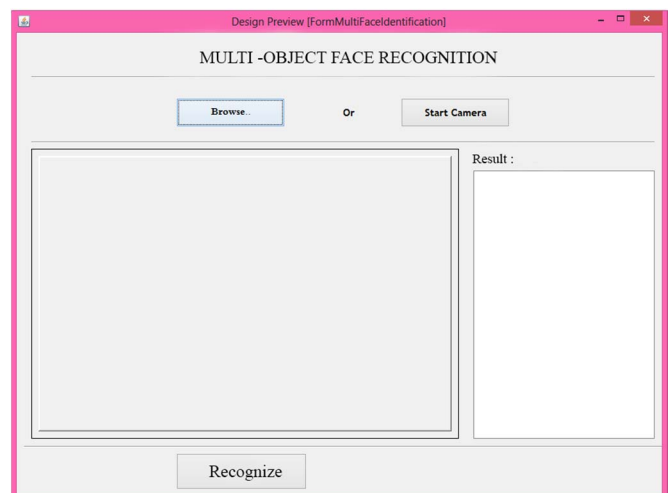 Design Preview [FormMultiFaceIdentification]
MULTI -OBJECT FACE RECOGNITION
Browse..
Or
Start Camera
Result :
Recognize